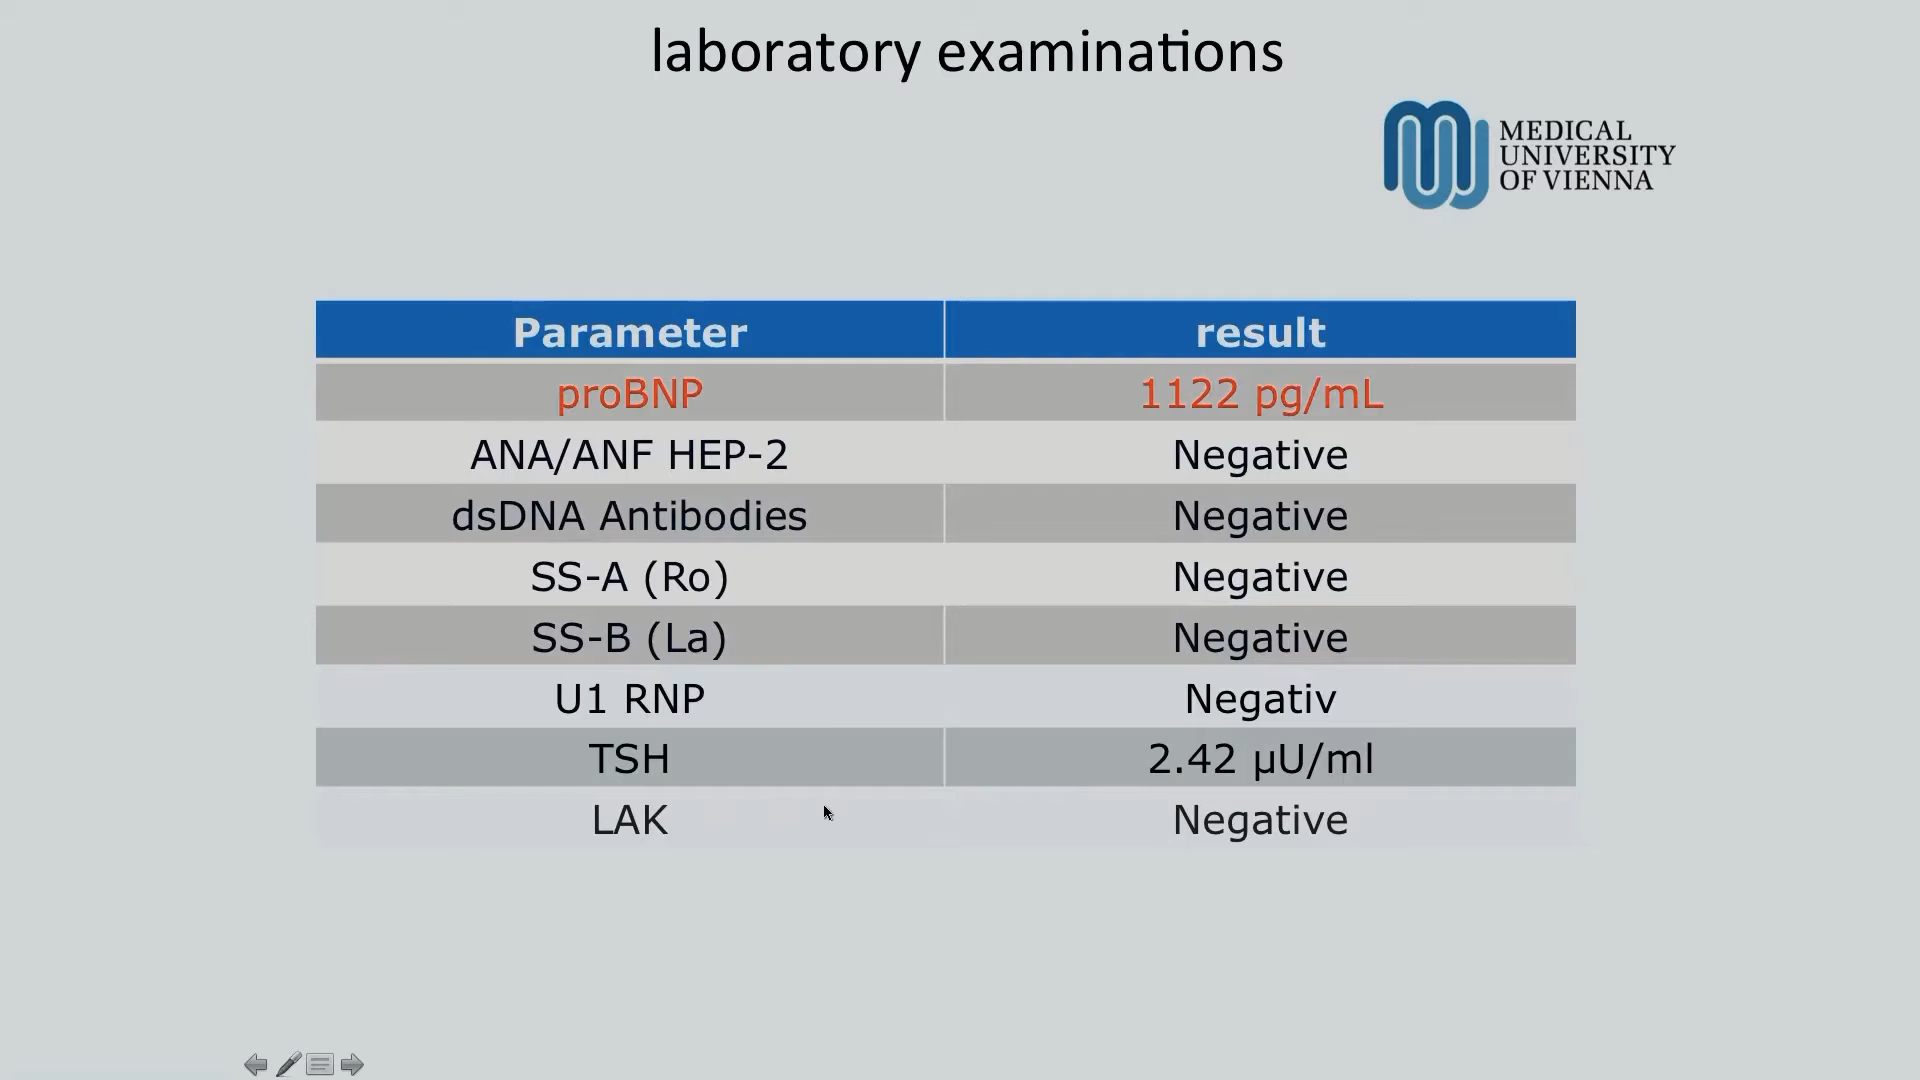 laboratory examinations
MEDICAL
UNIVERSITY
OF VIENNA
Parameter result
proBNP 1122 pg/mL
ANA/ANF HEP-2 Negative
dsDNA Antibodies Negative
SS-A (Ro) Negative
SS-B (La) Negative
U1 RNP Negativ
TSH 2.42 µU/ml
LAK Negative